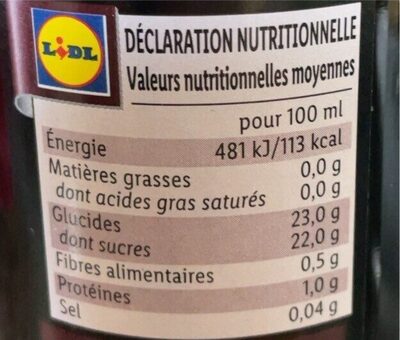 LiDL
DÉCLARATION NUTRITIONNELLE
Valeurs nutritionnelles moyennes
pour 100 ml
Énergie 481 kJ/113 kcal
Matières grasses 0,0 g
dont acides gras saturés 0,0 g
Glucides 23,0 g
dont sucres 22,0 g
Fibres alimentaires 0,5 g
Protéines 1,0 g
Sel 0,04 g